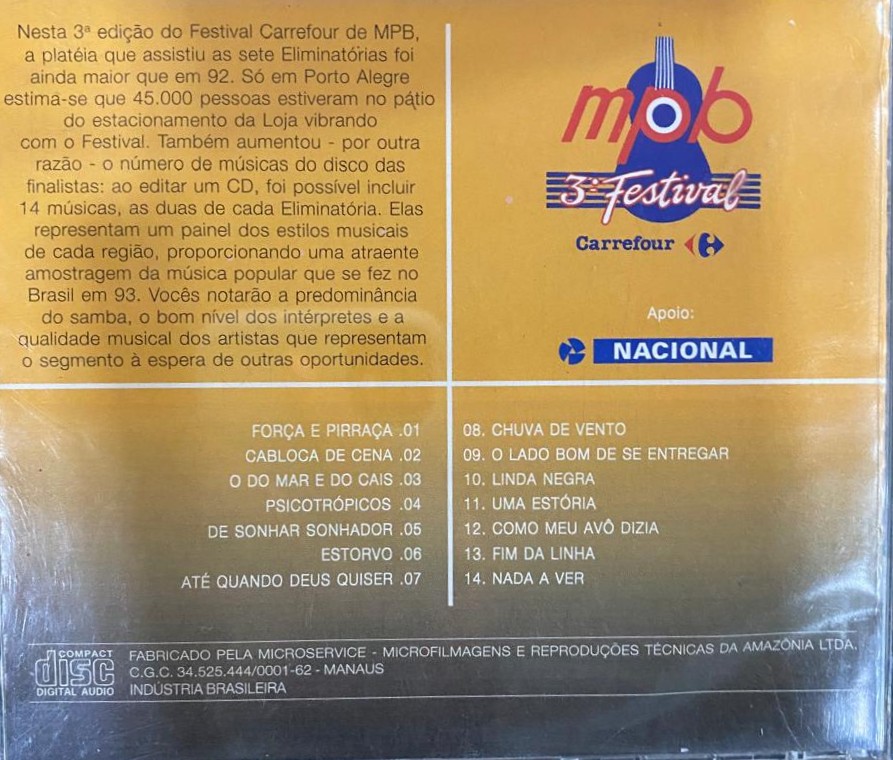 Nesta 3ª edição do Festival Carrefour de MPB,
a platéia que assistiu as sete Eliminatórias foi
ainda maior que em 92. Só em Porto Alegre
estima-se que 45.000 pessoas estiveram no pátio
do estacionamento da Loja vibrando
com o Festival. Também aumentou - por outra
razão - o número de músicas do disco das
finalistas: ao editar um CD, foi possível incluir
14 músicas, as duas de cada Eliminatória. Elas
representam um painel dos estilos musicais
de cada região, proporcionando uma atraente
amostragem da música popular que se fez no
Brasil em 93. Vocês notarão a predominância
do samba, o bom nível dos intérpretes e a
qualidade musical dos artistas que representam
o segmento à espera de outras oportunidades.
mpb
3º Festival
Carrefour
Apoio:
NACIONAL
FORÇA E PIRRAÇA .01
CABLOCA DE CENA .02
O DO MAR E DO CAIS .03
PSICOTRÓPICOS .04
DE SONHAR SONHADOR .05
ESTORVO .06
ATÉ QUANDO DEUS QUISER .07
08. CHUVA DE VENTO
09. O LADO BOM DE SE ENTREGAR
10. LINDA NEGRA
11. UMA ESTÓRIA
12. COMO MEU AVÔ DIZIA
13. FIM DA LINHA
14. NADA A VER
COMPACT
disc
DIGITAL AUDIO
FABRICADO PELA MICROSERVICE - MICROFILMAGENS E REPRODUÇÕES TÉCNICAS DA AMAZÔNIA LTDA.
C.G.C. 34.525.444/0001-62 - MANAUS
INDÚSTRIA BRASILEIRA